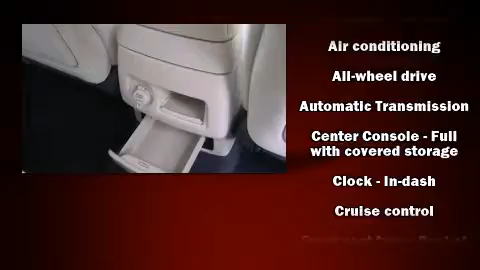 Air conditioning
All-wheel drive
Automatic Transmission
Center Console - Full
with covered storage
Clock - In-dash
Cruise control